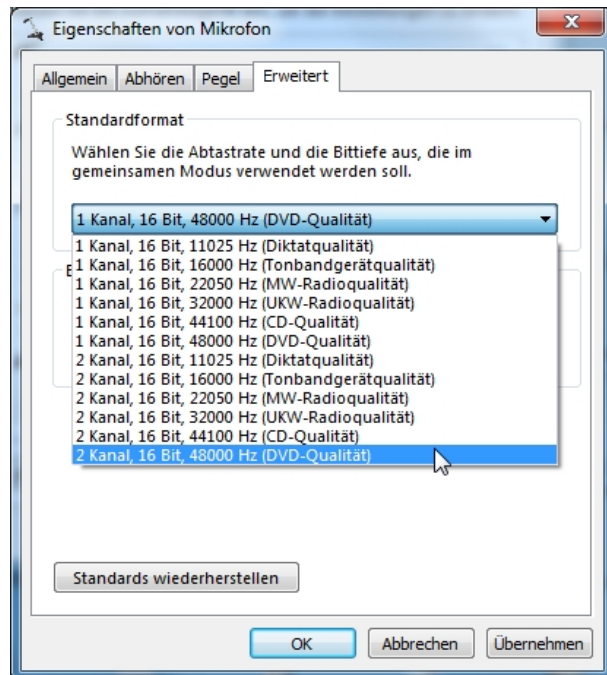 Eigenschaften von Mikrofon
Allgemein Abhören Pegel Erweitert
Standardformat
Wählen Sie die Abtastrate und die Bittiefe aus, die im
gemeinsamen Modus verwendet werden soll.
1 Kanal, 16 Bit, 48000 Hz (DVD-Qualität)
1 Kanal, 16 Bit, 11025 Hz (Diktatqualität)
1 Kanal, 16 Bit, 16000 Hz (Tonbandgerätqualität)
1 Kanal, 16 Bit, 22050 Hz (MW-Radioqualität)
1 Kanal, 16 Bit, 32000 Hz (UKW-Radioqualität)
1 Kanal, 16 Bit, 44100 Hz (CD-Qualität)
1 Kanal, 16 Bit, 48000 Hz (DVD-Qualität)
2 Kanal, 16 Bit, 11025 Hz (Diktatqualität)
2 Kanal, 16 Bit, 16000 Hz (Tonbandgerätqualität)
2 Kanal, 16 Bit, 22050 Hz (MW-Radioqualität)
2 Kanal, 16 Bit, 32000 Hz (UKW-Radioqualität)
2 Kanal, 16 Bit, 44100 Hz (CD-Qualität)
2 Kanal, 16 Bit, 48000 Hz (DVD-Qualität)
Standards wiederherstellen
OK Abbrechen Übernehmen